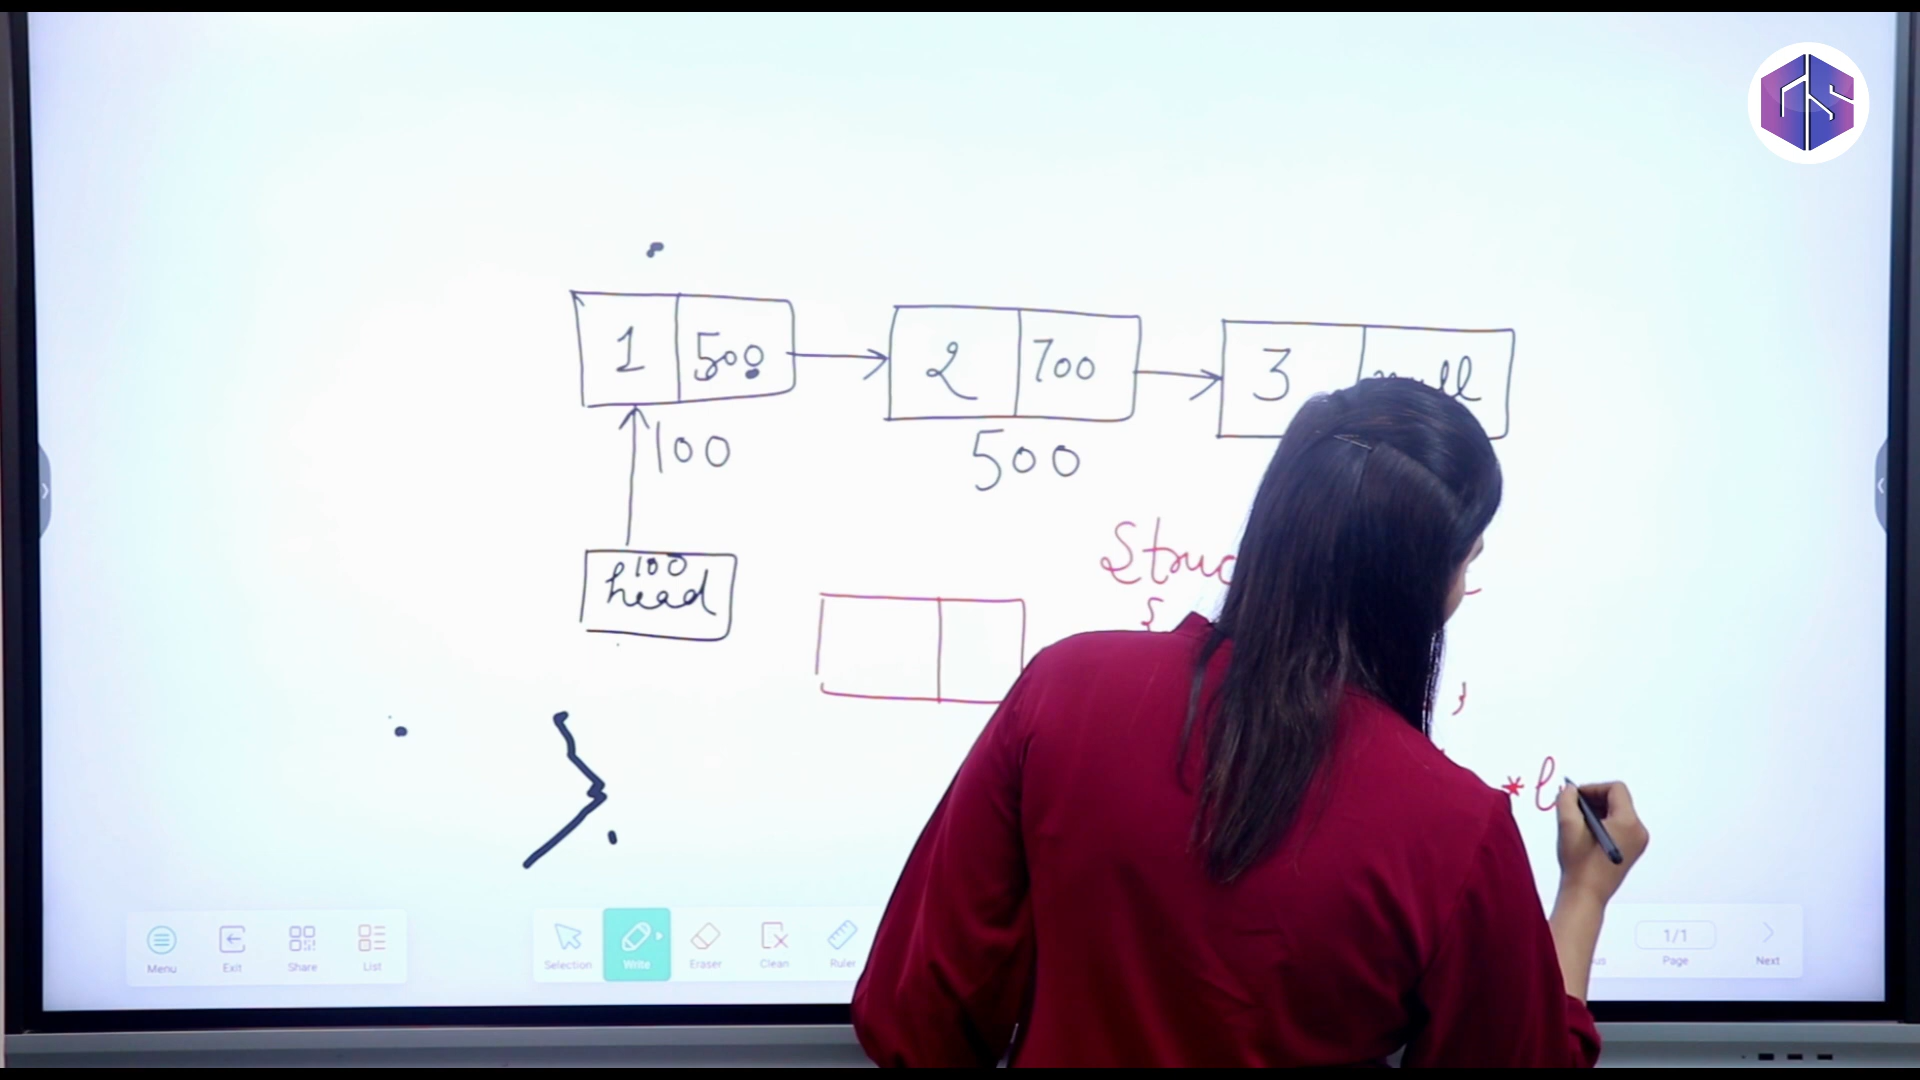 1 500 2 700 3 null
100 500
100
head
Struc
{
;
*l
Menu Exit Share List Selection Write Eraser Clean Ruler 1/1 Page Next